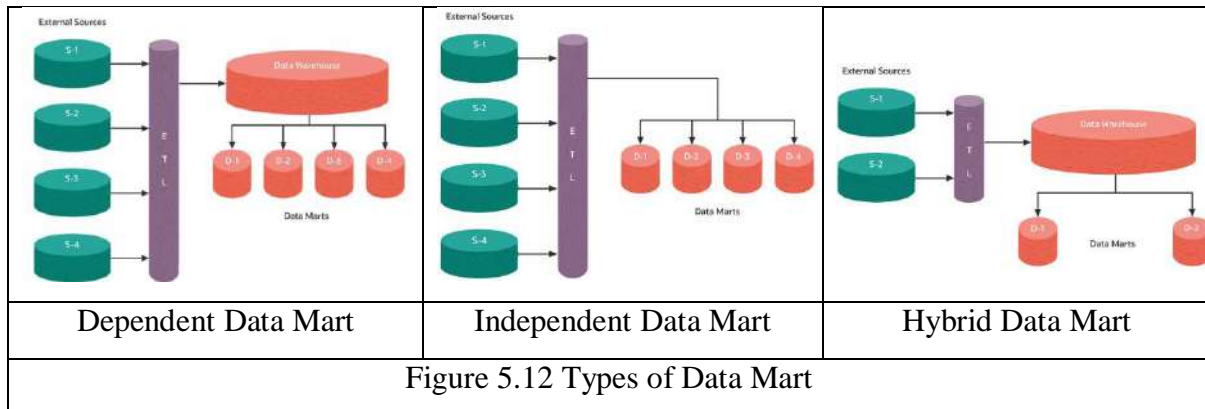 External Sources
S-1
S-2
S-3
S-4
E
T
L
Data Warehouse
D-1
D-2
D-3
D-4
Data Marts
Dependent Data Mart
External Sources
S-1
S-2
S-3
S-4
E
T
L
D-1
D-2
D-3
D-4
Data Marts
Independent Data Mart
External Sources
S-1
S-2
E
T
L
Data Warehouse
D-1
D-2
Data Marts
Hybrid Data Mart
Figure 5.12 Types of Data Mart